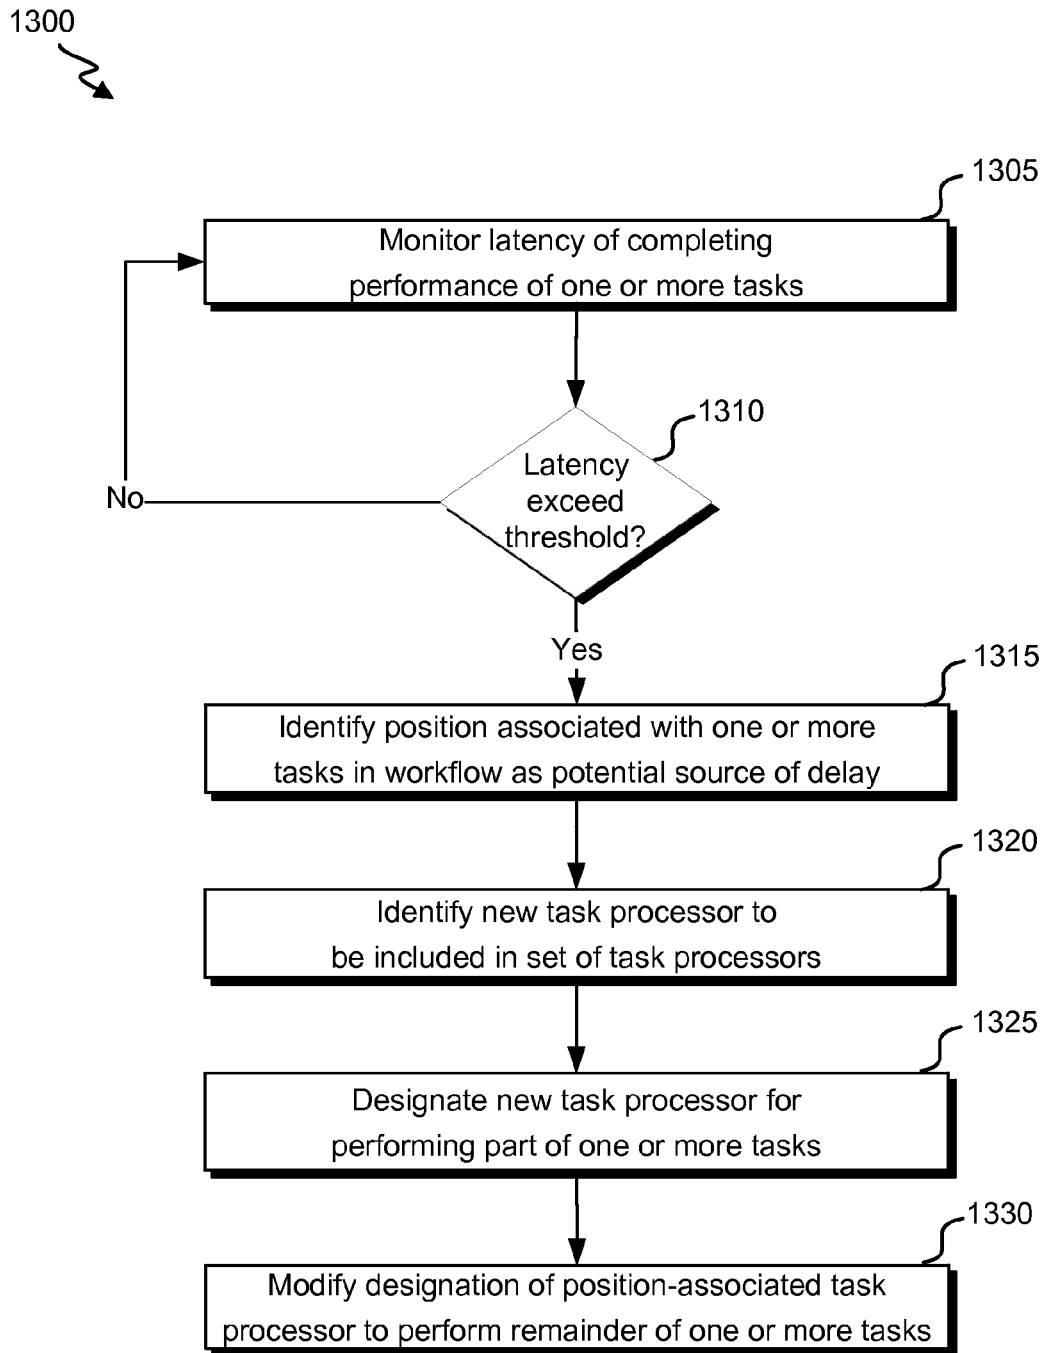 1300
1305
Monitor latency of completing
performance of one or more tasks
1310
Latency
exceed
threshold?
No
Yes
1315
Identify position associated with one or more
tasks in workflow as potential source of delay
1320
Identify new task processor to
be included in set of task processors
1325
Designate new task processor for
performing part of one or more tasks
1330
Modify designation of position-associated task
processor to perform remainder of one or more tasks